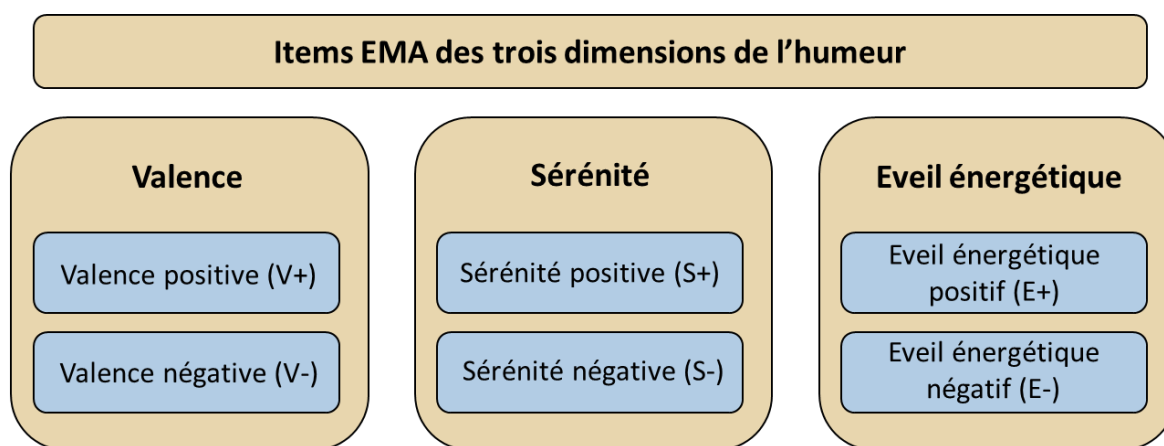 Items EMA des trois dimensions de l’humeur
Valence
Valence positive (V+)
Valence négative (V-)
Sérénité
Sérénité positive (S+)
Sérénité négative (S-)
Eveil énergétique
Eveil énergétique
positif (E+)
Eveil énergétique
négatif (E-)